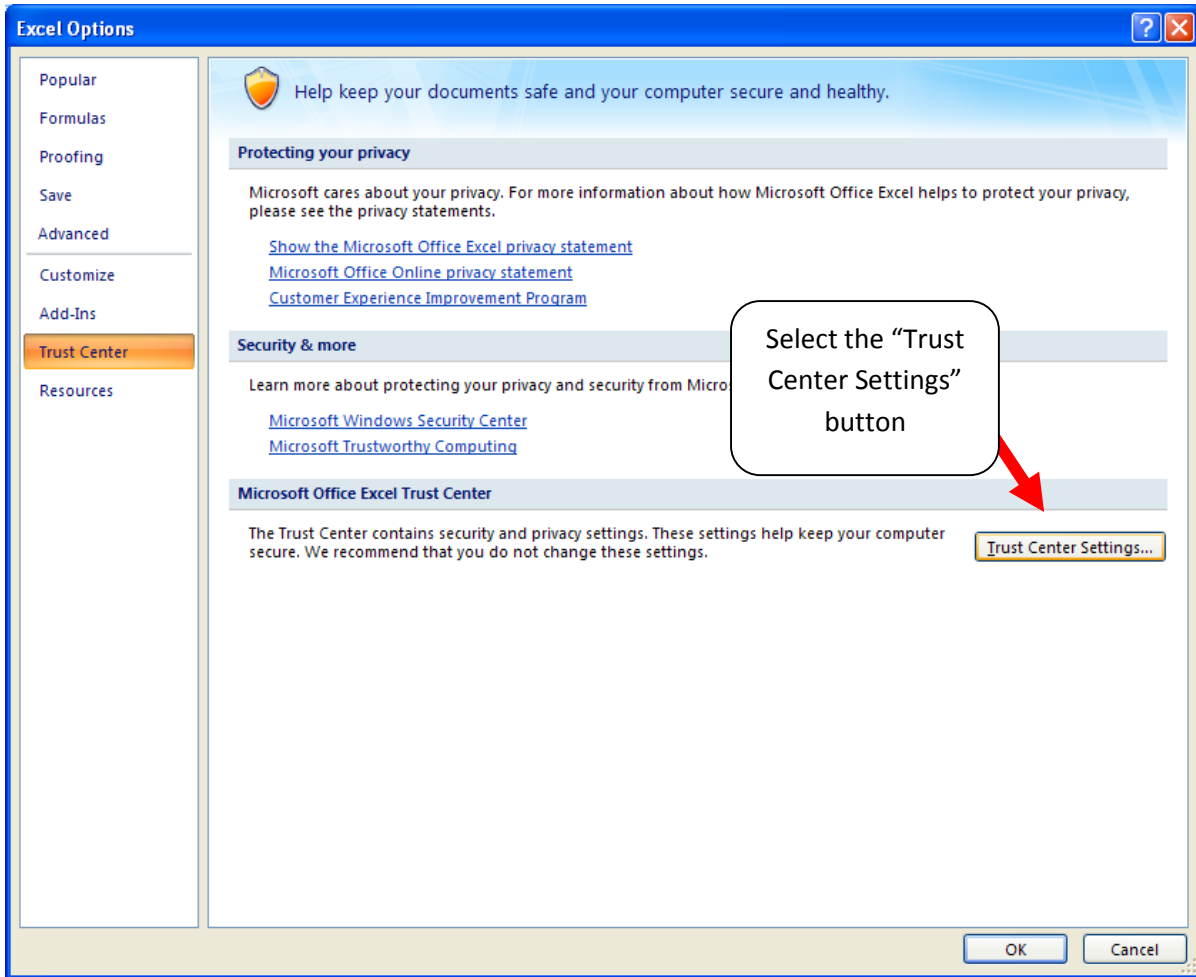 Excel Options
Popular
Formulas
Proofing
Save
Advanced
Customize
Add-Ins
Trust Center
Resources
Help keep your documents safe and your computer secure and healthy.
Protecting your privacy
Microsoft cares about your privacy. For more information about how Microsoft Office Excel helps to protect your privacy,
please see the privacy statements.
Show the Microsoft Office Excel privacy statement
Microsoft Office Online privacy statement
Customer Experience Improvement Program
Security & more
Learn more about protecting your privacy and security from
Microsoft Windows Security Center
Microsoft Trustworthy Computing
Select the “Trust
Center Settings”
button
Microsoft Office Excel Trust Center
The Trust Center contains security and privacy settings. These settings help keep your computer
secure. We recommend that you do not change these settings.
Trust Center Settings...
OK
Cancel